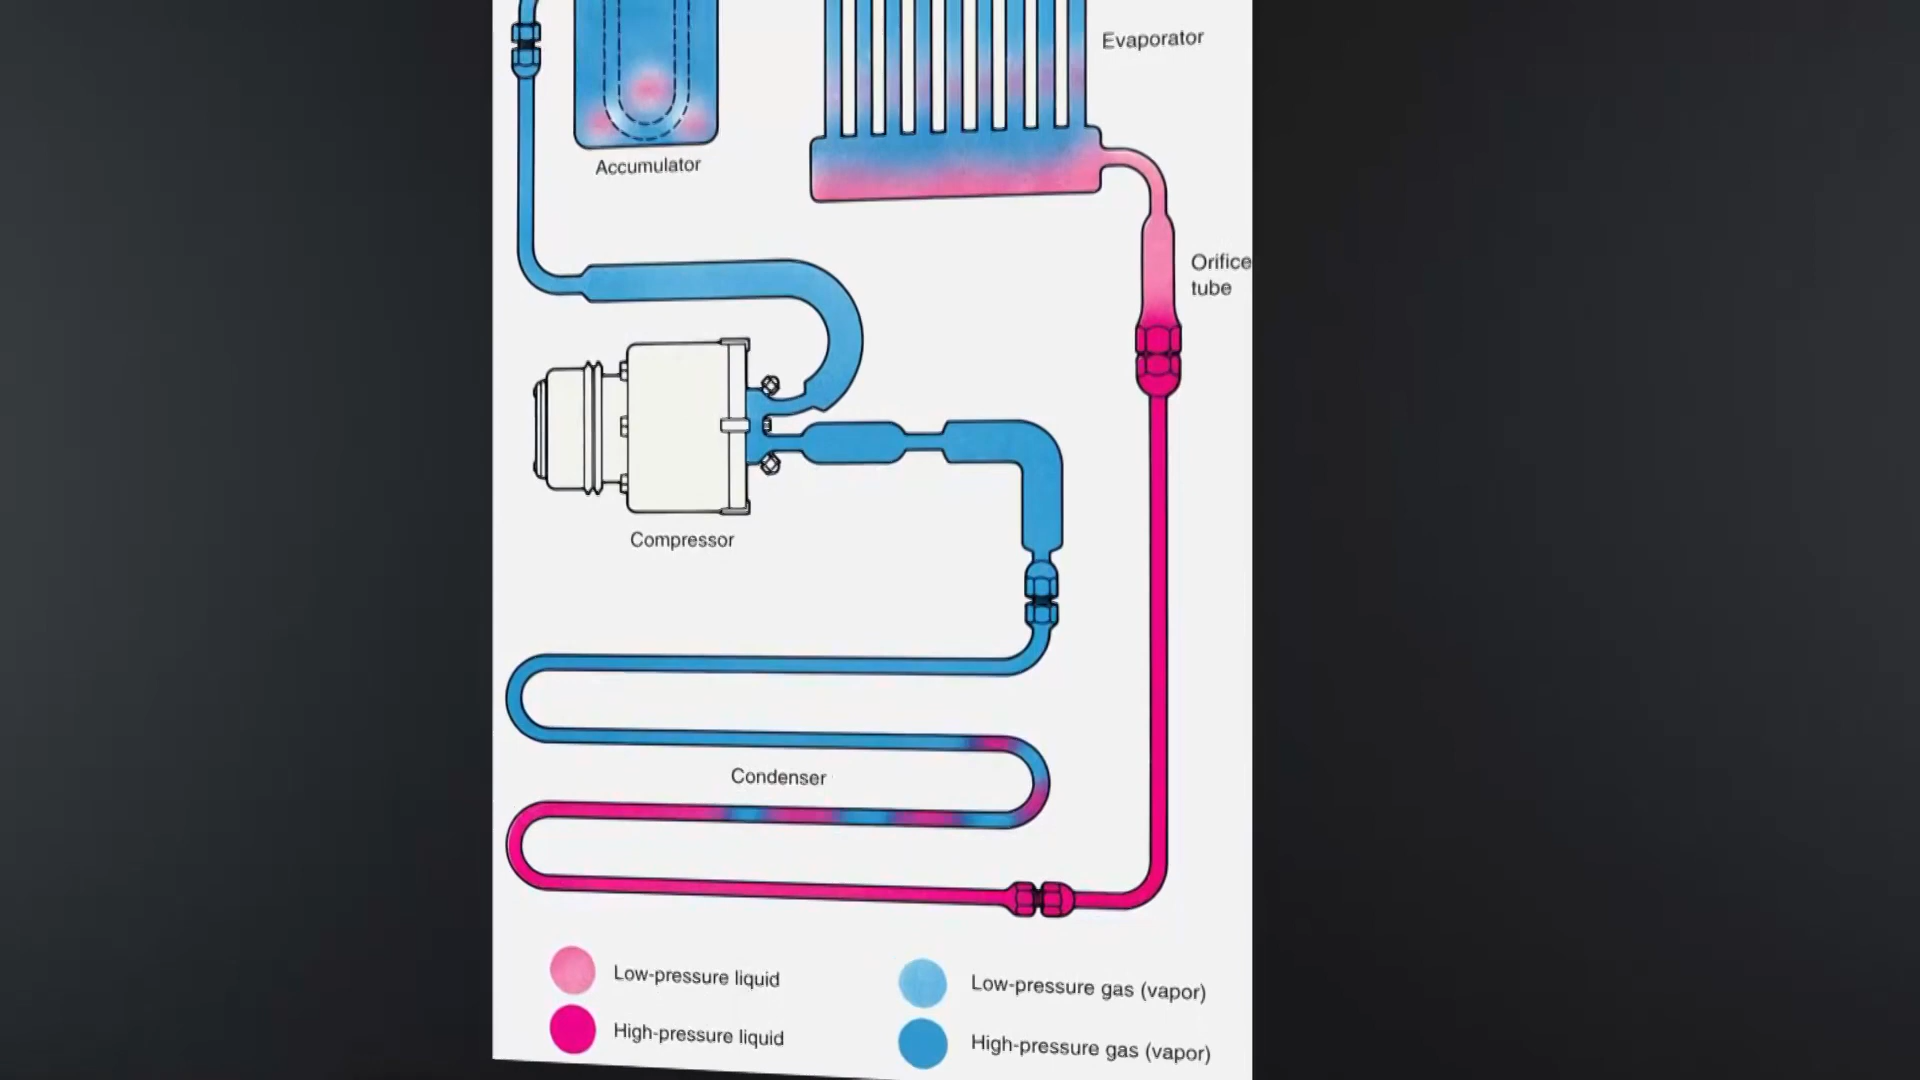 Evaporator
Accumulator
Orifice
tube
Compressor
Condenser
Low-pressure liquid
High-pressure liquid
Low-pressure gas (vapor)
High-pressure gas (vapor)